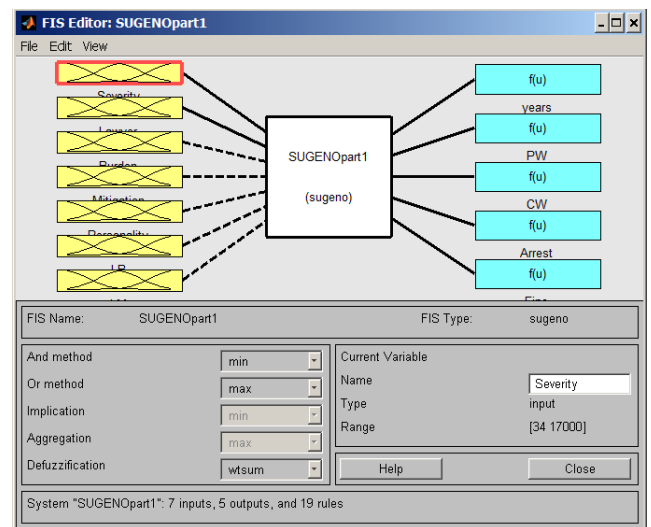 FIS Editor: SUGENOpart1
File Edit View
Severity
Lawyer
Burden
Mitigation
Personality
SUGENOpart1
(sugeno)
f(u)
years
f(u)
PW
f(u)
CW
f(u)
Arrest
f(u)
Fine
FIS Name: SUGENOpart1 FIS Type: sugeno
And method min
Or method max
Implication min
Aggregation max
Defuzzification wtsum
Current Variable
Name Severity
Type input
Range [34 17000]
Help Close
System "SUGENOpart1": 7 inputs, 5 outputs, and 19 rules